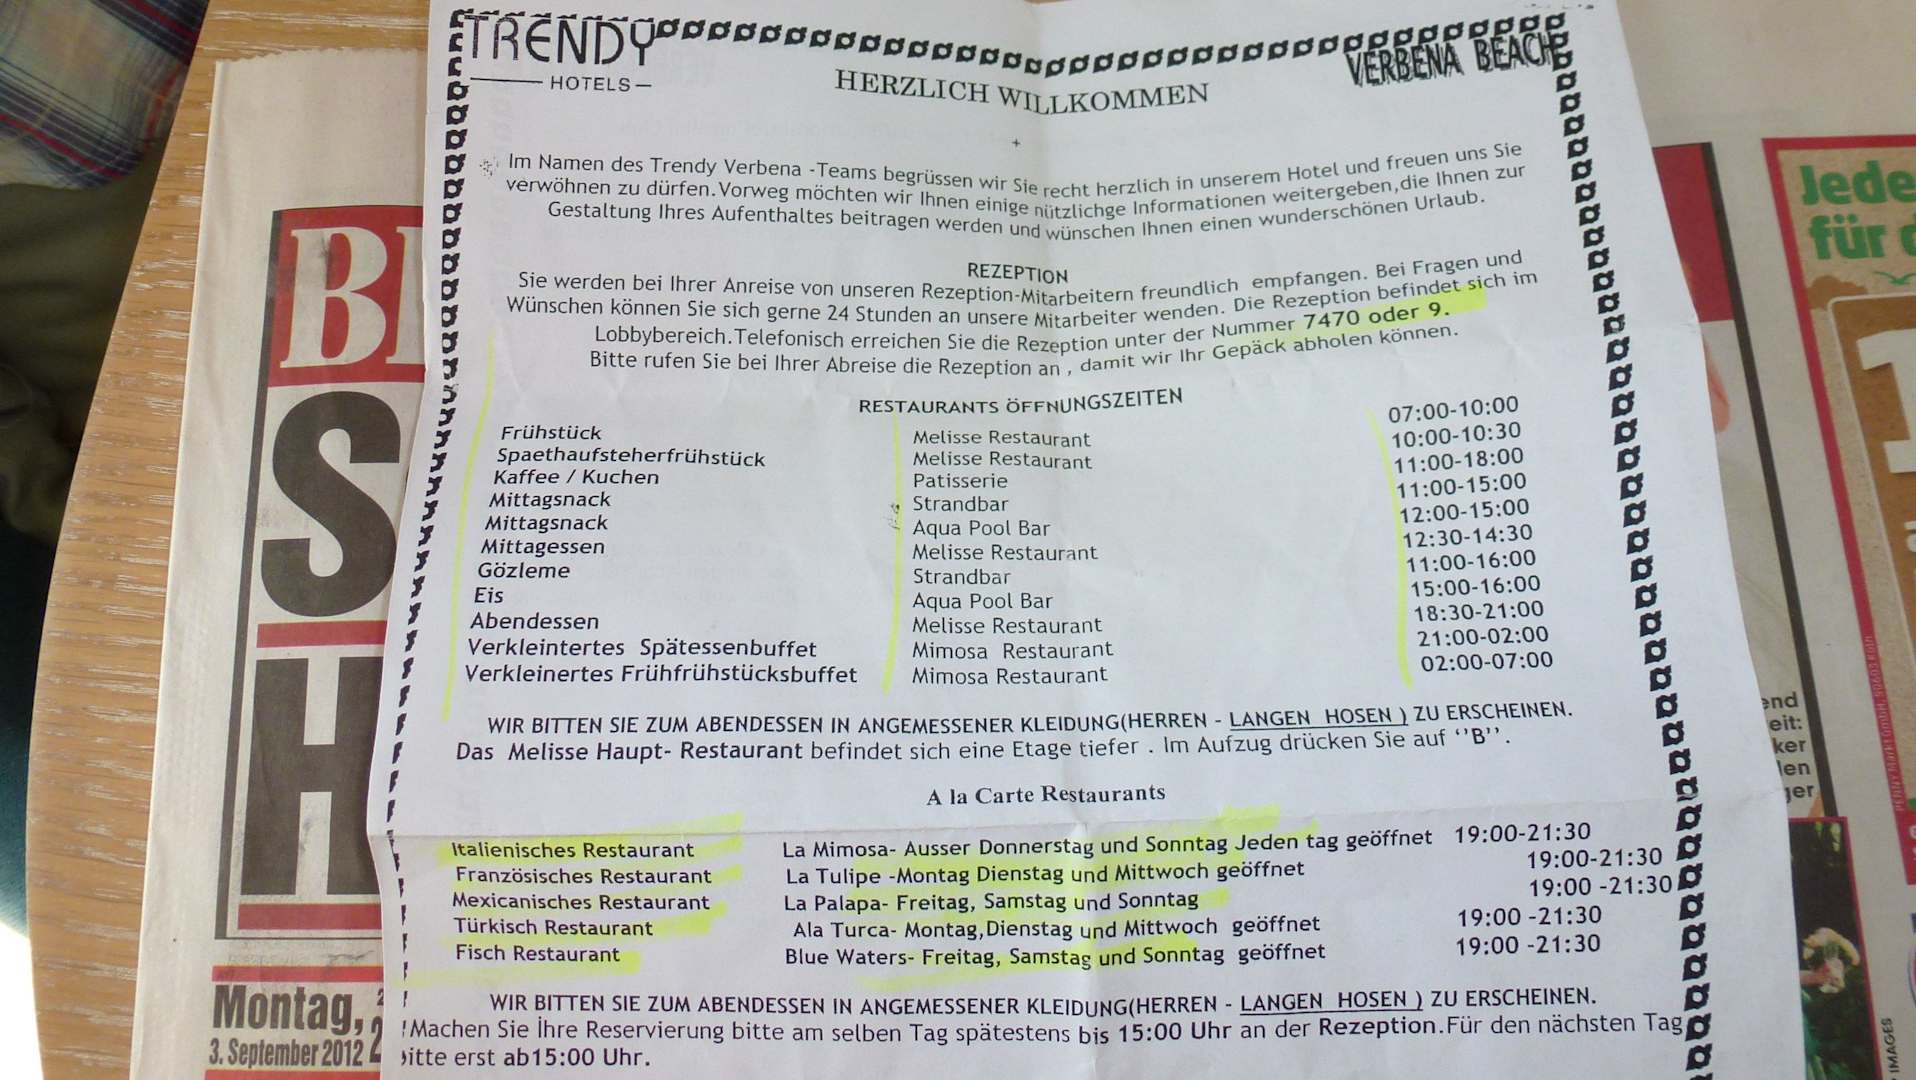 TRENDY
HOTELS
VERBENA BEACH
HERZLICH WILLKOMMEN
Im Namen des Trendy Verbena -Teams begrüssen wir Sie recht herzlich in unserem Hotel und freuen uns Sie
verwöhnen zu dürfen.Vorweg möchten wir Ihnen einige nützlichge Informationen weitergeben,die Ihnen zur
Gestaltung Ihres Aufenthaltes beitragen werden und wünschen Ihnen einen wunderschönen Urlaub.
REZEPTION
Sie werden bei Ihrer Anreise von unseren Rezeption-Mitarbeitern freundlich empfangen. Bei Fragen und
Wünschen können Sie sich gerne 24 Stunden an unsere Mitarbeiter wenden. Die Rezeption befindet sich im
Lobbybereich.Telefonisch erreichen Sie die Rezeption unter der Nummer 7470 oder 9.
Bitte rufen Sie bei Ihrer Abreise die Rezeption an , damit wir Ihr Gepäck abholen können.
RESTAURANTS ÖFFNUNGSZEITEN
Frühstück Melisse Restaurant 07:00-10:00
Spaethaufsteherfrühstück Melisse Restaurant 10:00-10:30
Kaffee / Kuchen Patisserie 11:00-18:00
Mittagsnack Strandbar 11:00-15:00
Mittagsnack Aqua Pool Bar 12:00-15:00
Mittagessen Melisse Restaurant 12:30-14:30
Gözleme Strandbar 11:00-16:00
Eis Aqua Pool Bar 15:00-16:00
Abendessen Melisse Restaurant 18:30-21:00
Verkleintertes Spätessenbuffet Mimosa Restaurant 21:00-02:00
Verkleinertes Frühfrühstücksbuffet Mimosa Restaurant 02:00-07:00
WIR BITTEN SIE ZUM ABENDESSEN IN ANGEMESSENER KLEIDUNG(HERREN - LANGEN HOSEN ) ZU ERSCHEINEN.
Das Melisse Haupt- Restaurant befindet sich eine Etage tiefer . Im Aufzug drücken Sie auf ‘‘B’’ .
A la Carte Restaurants
Italienisches Restaurant La Mimosa- Ausser Donnerstag und Sonntag Jeden tag geöffnet 19:00-21:30
Französisches Restaurant La Tulipe -Montag Dienstag und Mittwoch geöffnet 19:00-21:30
Mexicanisches Restaurant La Palapa- Freitag, Samstag und Sonntag 19:00 -21:30
Türkisch Restaurant Ala Turca- Montag,Dienstag und Mittwoch geöffnet 19:00 -21:30
Fisch Restaurant Blue Waters- Freitag, Samstag und Sonntag geöffnet 19:00 -21:30
WIR BITTEN SIE ZUM ABENDESSEN IN ANGEMESSENER KLEIDUNG(HERREN - LANGEN HOSEN ) ZU ERSCHEINEN.
!Machen Sie İhre Reservierung bitte am selben Tag spätestens bis 15:00 Uhr an der Rezeption.Für den nächsten Tag
bitte erst ab15:00 Uhr.
Montag,
3. September 2012
Jede
für d